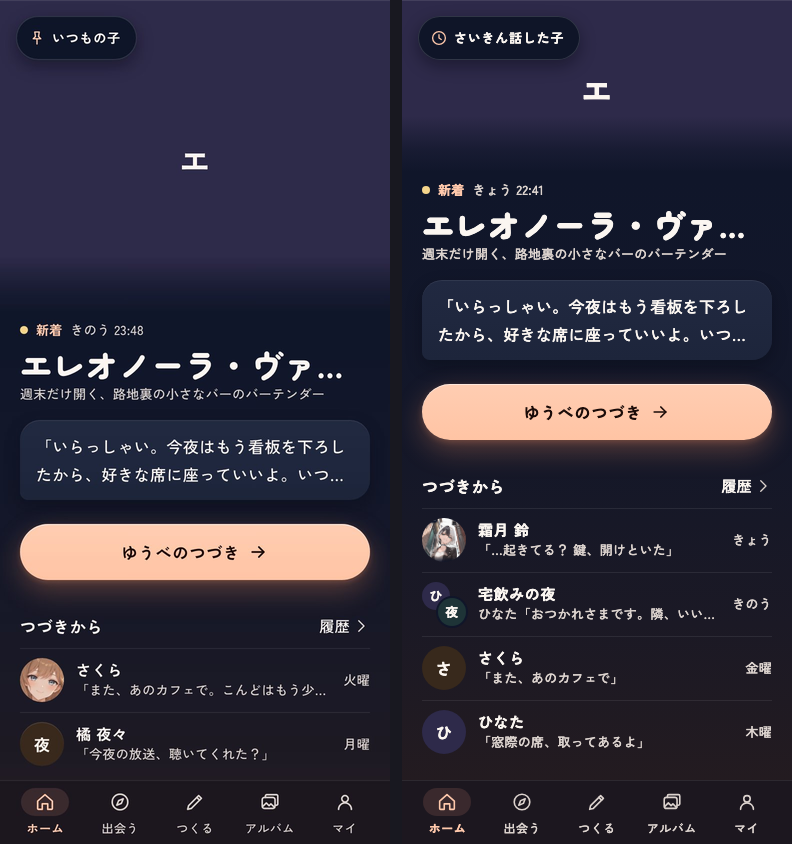 いつもの子
エ
新着 きのう 23:48
エレオノーラ・ヴァ…
週末だけ開く、路地裏の小さなバーのバーテンダー
「いらっしゃい。今夜はもう看板を下ろし
たから、好きな席に座っていいよ。いつ…
ゆうべのつづき →
つづきから 履歴 >
さくら
「また、あのカフェで。こんどはもう少… 火曜
夜 橘 夜々
「今夜の放送、聴いてくれた？」 月曜
ホーム 出会う つくる アルバム マイ
さいきん話した子
エ
新着 きょう 22:41
エレオノーラ・ヴァ…
週末だけ開く、路地裏の小さなバーのバーテンダー
「いらっしゃい。今夜はもう看板を下ろし
たから、好きな席に座っていいよ。いつ…
ゆうべのつづき →
つづきから 履歴 >
霜月 鈴
「…起きてる？ 鍵、開けといた」 きょう
ひ 夜 宅飲みの夜
ひなた「おつかれさまです。隣、いい… きのう
さ さくら
「また、あのカフェで」 金曜
ひ ひなた
「窓際の席、取ってあるよ」 木曜
ホーム 出会う つくる アルバム マイ